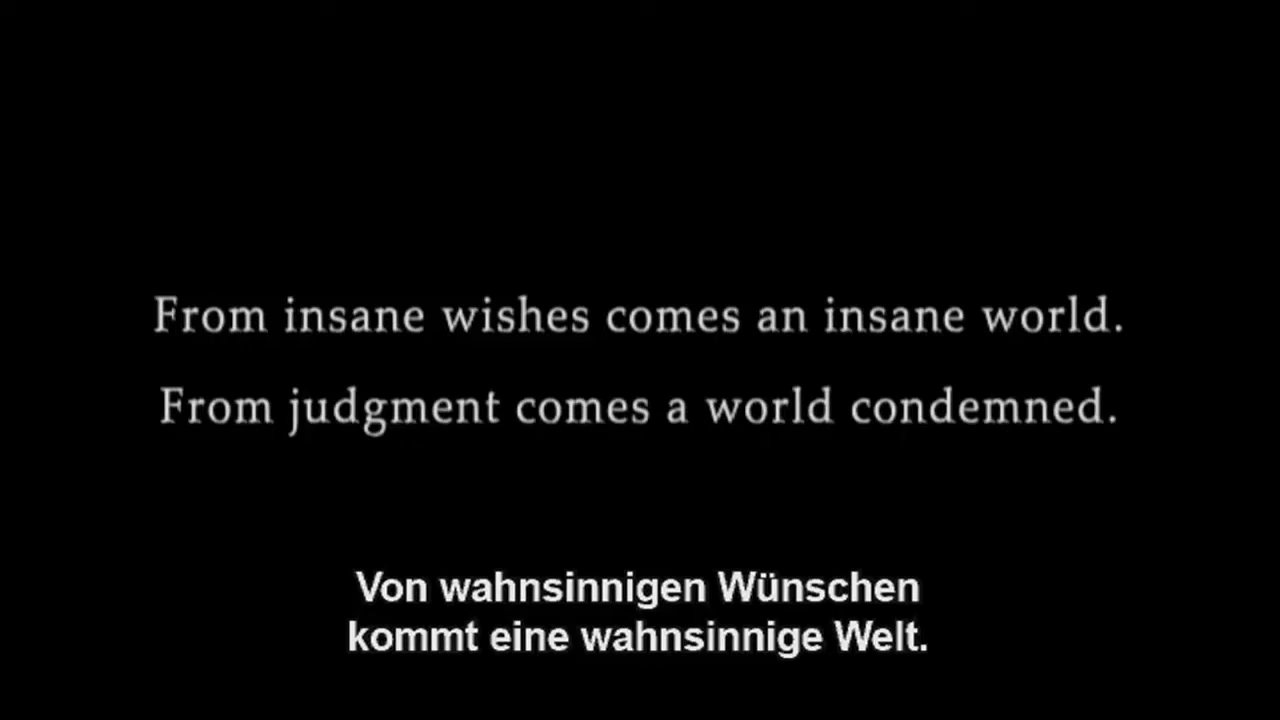 From insane wishes comes an insane world.
From judgment comes a world condemned.
Von wahnsinnigen Wünschen
kommt eine wahnsinnige Welt.